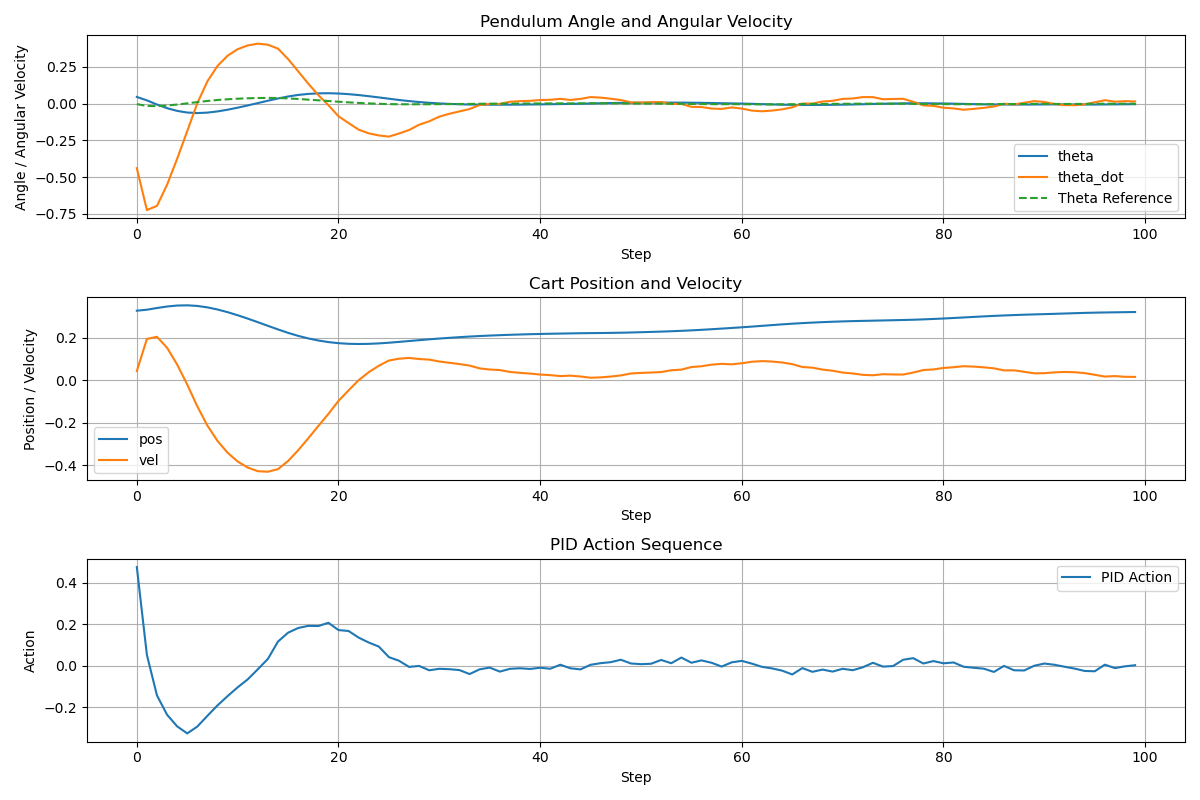 Pendulum Angle and Angular Velocity
Angle / Angular Velocity
0.25
0.00
−0.25
−0.50
−0.75
theta
theta_dot
Theta Reference
0 20 40 60 80 100
Step
Cart Position and Velocity
Position / Velocity
0.2
0.0
−0.2
−0.4
pos
vel
0 20 40 60 80 100
Step
PID Action Sequence
Action
0.4
0.2
0.0
−0.2
PID Action
0 20 40 60 80 100
Step